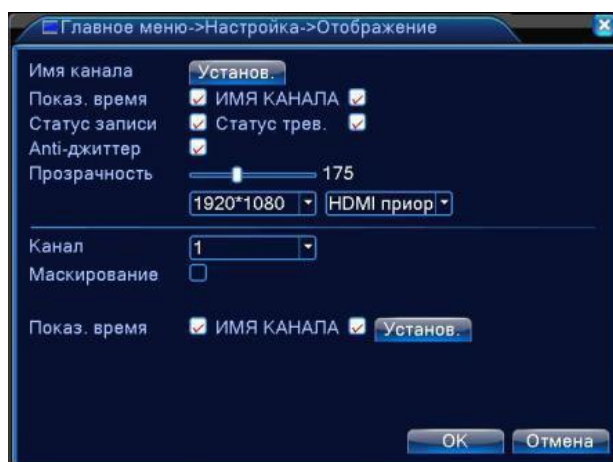 Главное меню->Настройка->Отображение
Имя канала Установ.
Показ. время ИМЯ КАНАЛА
Статус записи Статус трев.
Anti-джиттер
Прозрачность 175
1920*1080 HDMI приор
Канал 1
Маскирование
Показ. время ИМЯ КАНАЛА Установ.
OK Отмена